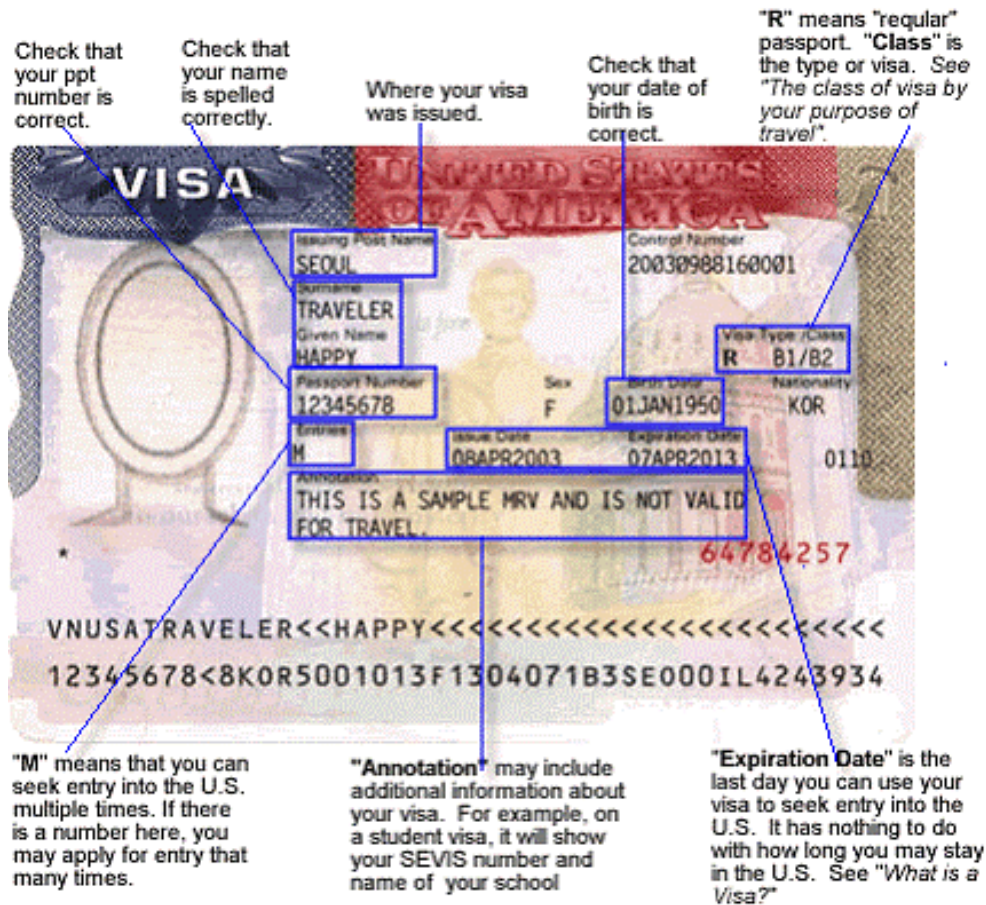 "R" means "reqular"
passport. "Class" is
the type or visa. See
"The class of visa by
your purpose of
travel".
Check that
your ppt
number is
correct.
Check that
your name
is spelled
correctly.
Where your visa
was issued.
Check that
your date of
birth is
correct.
VISA
UNITED STATES
OF AMERICA
Issuing Post Name
SEOUL
Control Number
20030988160001
Surname
TRAVELER
Given Name
HAPPY
Visa Type /Class
R B1/B2
Passport Number
12345678
Sex
F
Birth Date
01JAN1950
Nationality
KOR
Entries
M
Issue Date
08APR2003
Expiration Date
07APR2013
0110
Annotation
THIS IS A SAMPLE MRV AND IS NOT VALID
FOR TRAVEL.
*
64784257
VNUSATRAVELER<<HAPPY<<<<<<<<<<<<<<<<<<<<<<<<
12345678<8KOR5001013F1304071B3SE000IL4243934
"M" means that you can
seek entry into the U.S.
multiple times. If there
is a number here, you
may apply for entry that
many times.
"Annotation" may include
additional information about
your visa. For example, on
a student visa, it will show
your SEVIS number and
name of your school
"Expiration Date" is the
last day you can use your
visa to seek entry into the
U.S. It has nothing to do
with how long you may stay
in the U.S. See "What is a
Visa?"